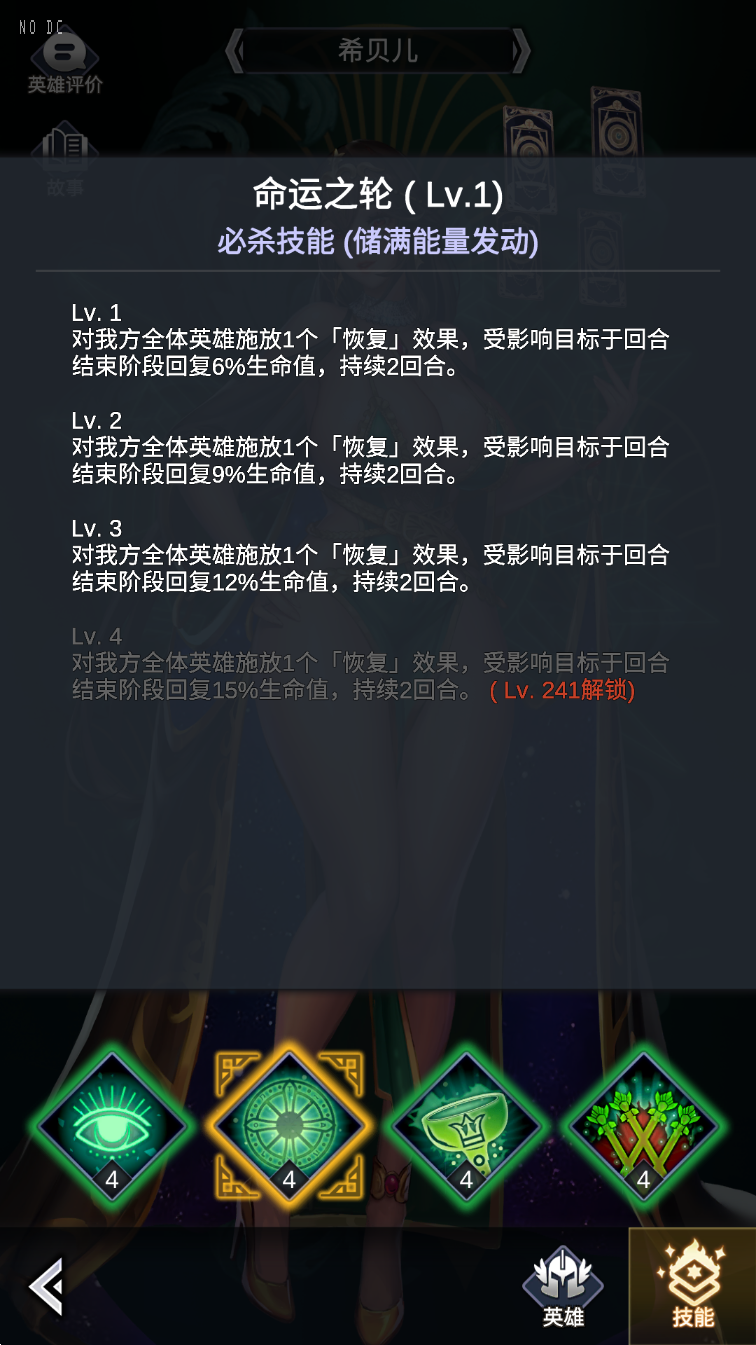 NO DC
希贝儿
英雄评价
故事
命运之轮 ( Lv.1)
必杀技能 (储满能量发动)
Lv. 1
对我方全体英雄施放1个「恢复」效果，受影响目标于回合
结束阶段回复6%生命值，持续2回合。
Lv. 2
对我方全体英雄施放1个「恢复」效果，受影响目标于回合
结束阶段回复9%生命值，持续2回合。
Lv. 3
对我方全体英雄施放1个「恢复」效果，受影响目标于回合
结束阶段回复12%生命值，持续2回合。
Lv. 4
对我方全体英雄施放1个「恢复」效果，受影响目标于回合
结束阶段回复15%生命值，持续2回合。 ( Lv. 241解锁)
4 4 4 4
英雄 技能